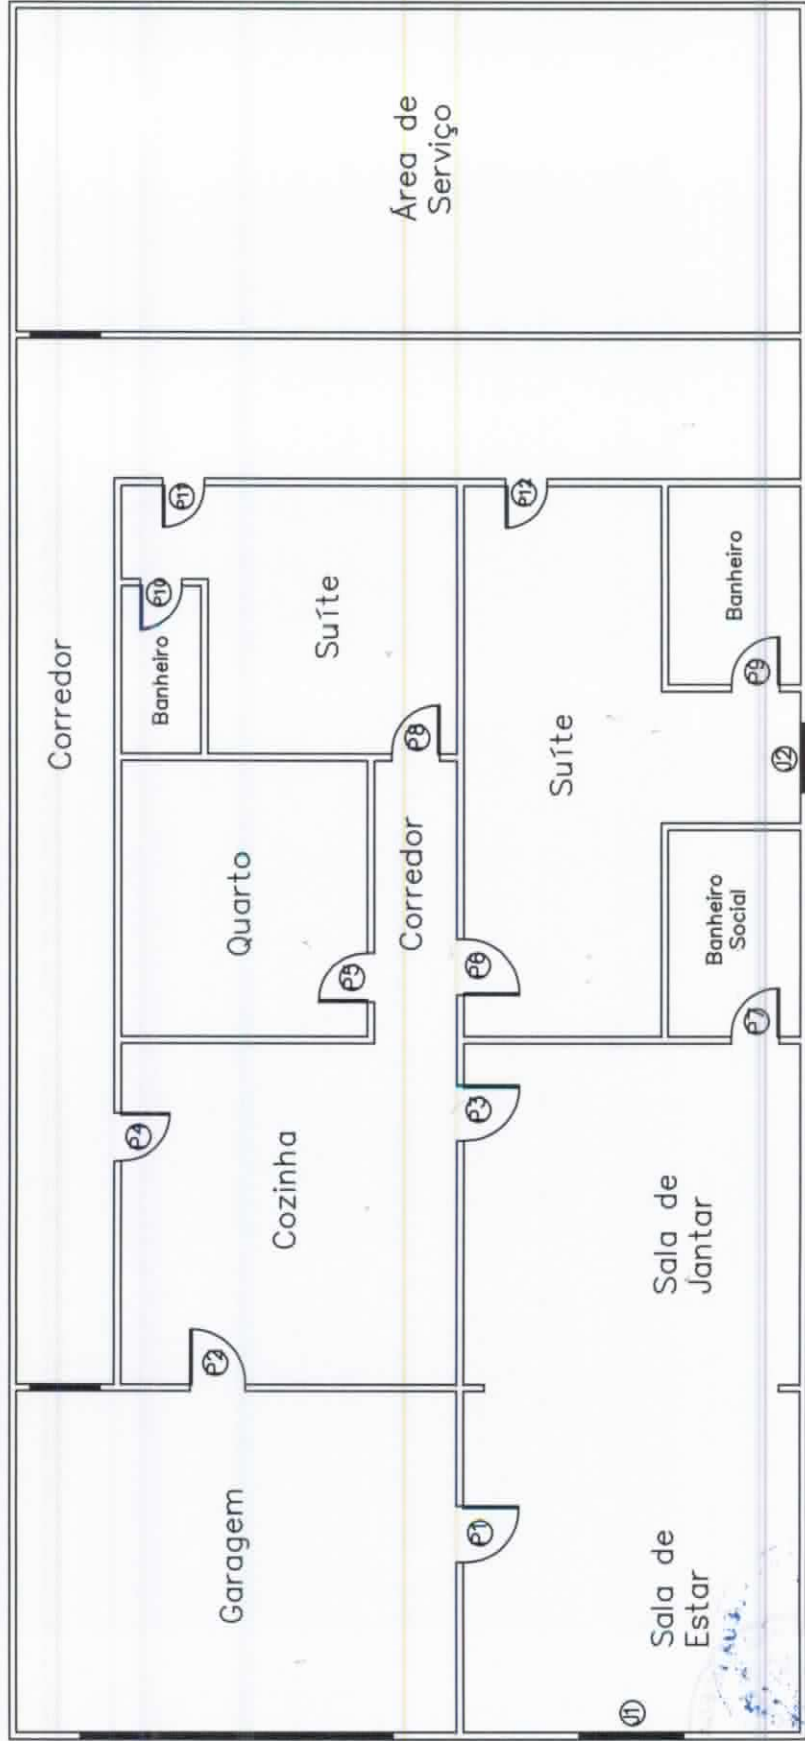 Corredor
P4
P10
P11
Banheiro
Garagem
P2
Cozinha
Quarto
Suíte
P5
Corredor
P8
Área de
Serviço
P1
P3
P6
P12
Suíte
Sala de
Estar
Sala de
Jantar
Banheiro
Social
Banheiro
J1
P7
P9
J2